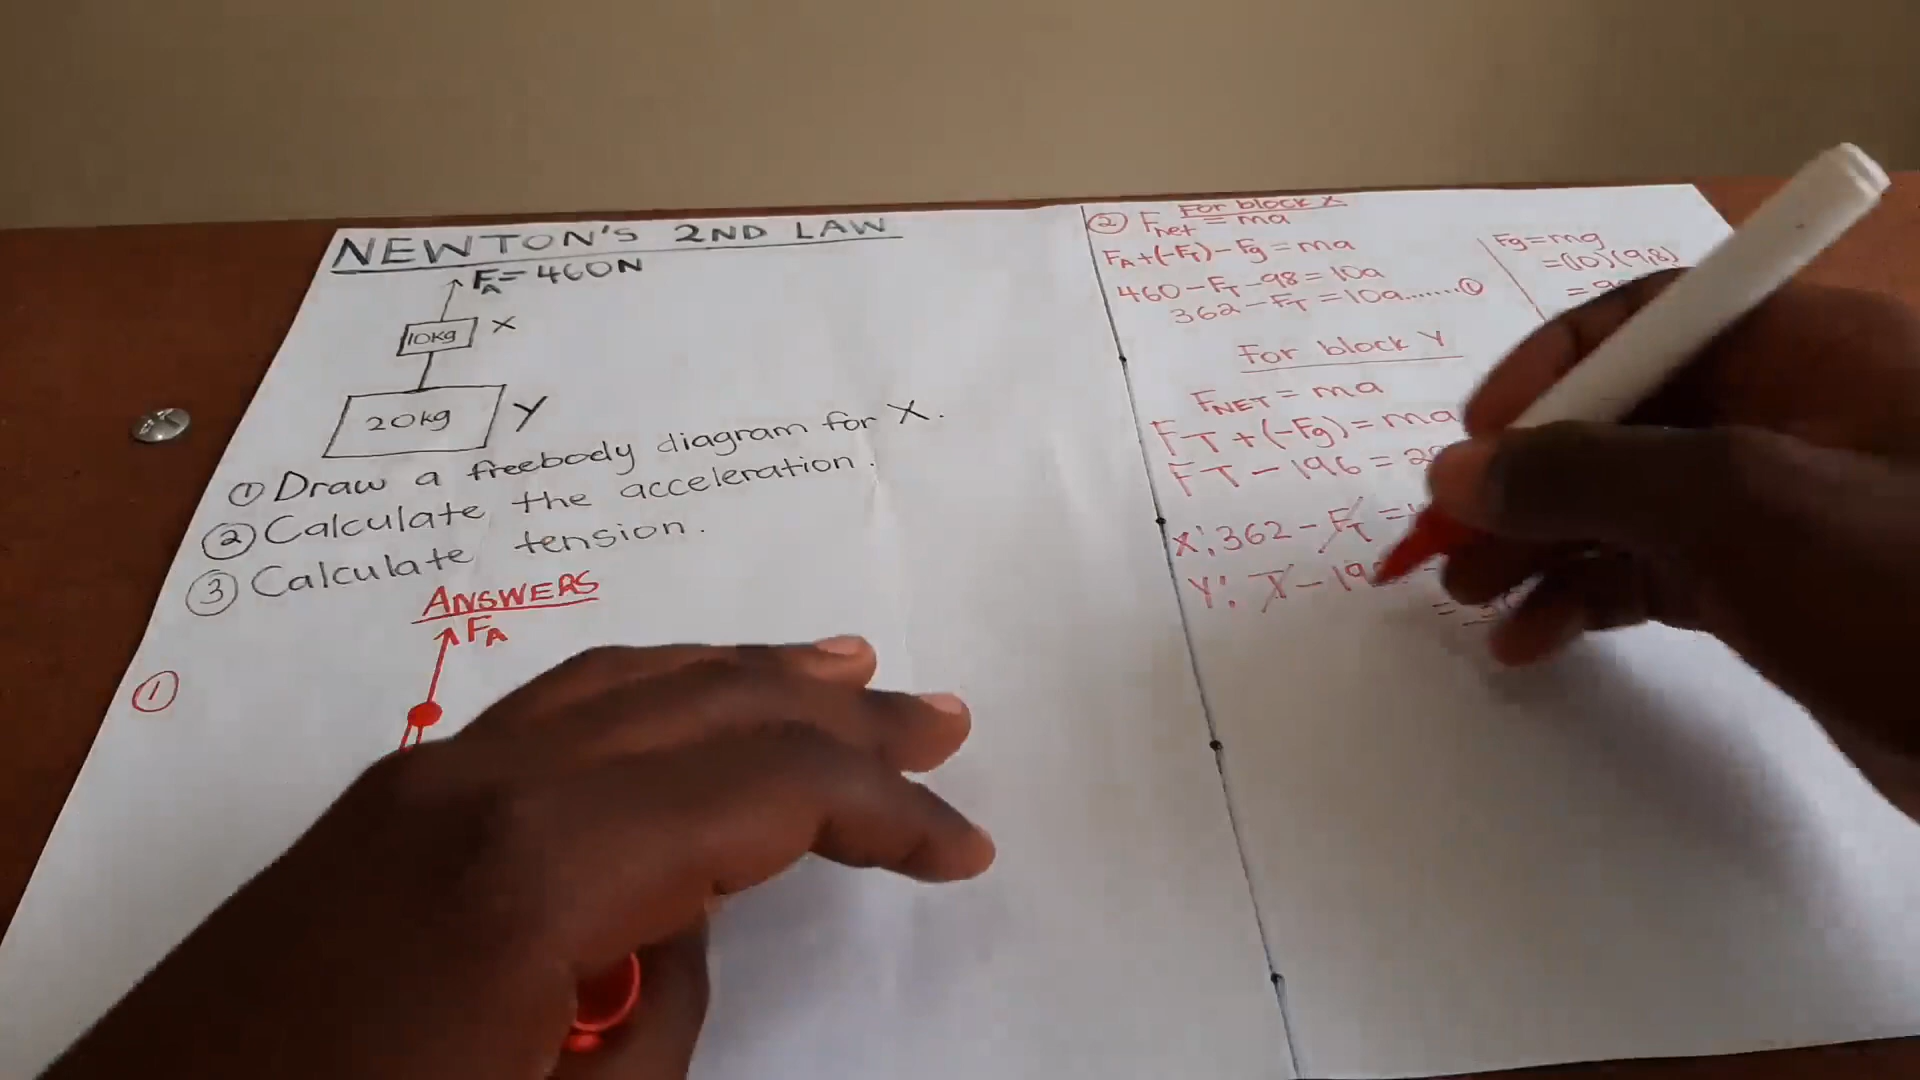 NEWTON'S 2ND LAW
FA = 460N
10kg X
20kg Y
① Draw a freebody diagram for X.
② Calculate the acceleration.
③ Calculate tension.
ANSWERS
FA
①
For block X
② Fnet = ma
FA+(-FT)-Fg = ma
460-FT-98=10a
362-FT=10a.......①
Fg=mg
=(10)(9,8)
=
For block Y
FNET = ma
FT+(-Fg)=ma
FT-196=
X: 362-FT=
Y: T-
=